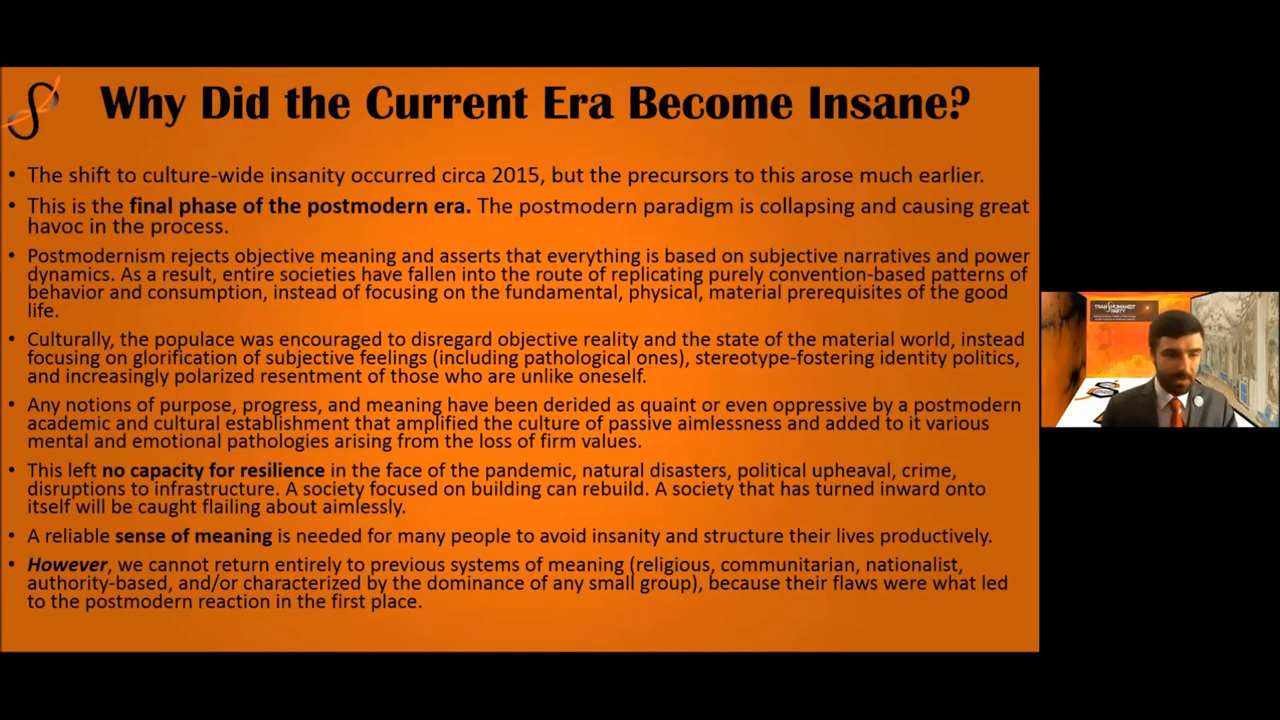 Why Did the Current Era Become Insane?
• The shift to culture-wide insanity occurred circa 2015, but the precursors to this arose much earlier.
• This is the final phase of the postmodern era. The postmodern paradigm is collapsing and causing great
havoc in the process.
• Postmodernism rejects objective meaning and asserts that everything is based on subjective narratives and power
dynamics. As a result, entire societies have fallen into the route of replicating purely convention-based patterns of
behavior and consumption, instead of focusing on the fundamental, physical, material prerequisites of the good
life.
• Culturally, the populace was encouraged to disregard objective reality and the state of the material world, instead
focusing on glorification of subjective feelings (including pathological ones), stereotype-fostering identity politics,
and increasingly polarized resentment of those who are unlike oneself.
• Any notions of purpose, progress, and meaning have been derided as quaint or even oppressive by a postmodern
academic and cultural establishment that amplified the culture of passive aimlessness and added to it various
mental and emotional pathologies arising from the loss of firm values.
• This left no capacity for resilience in the face of the pandemic, natural disasters, political upheaval, crime,
disruptions to infrastructure. A society focused on building can rebuild. A society that has turned inward onto
itself will be caught flailing about aimlessly.
• A reliable sense of meaning is needed for many people to avoid insanity and structure their lives productively.
• However, we cannot return entirely to previous systems of meaning (religious, communitarian, nationalist,
authority-based, and/or characterized by the dominance of any small group), because their flaws were what led
to the postmodern reaction in the first place.
TRANSHUMANIST
PARTY